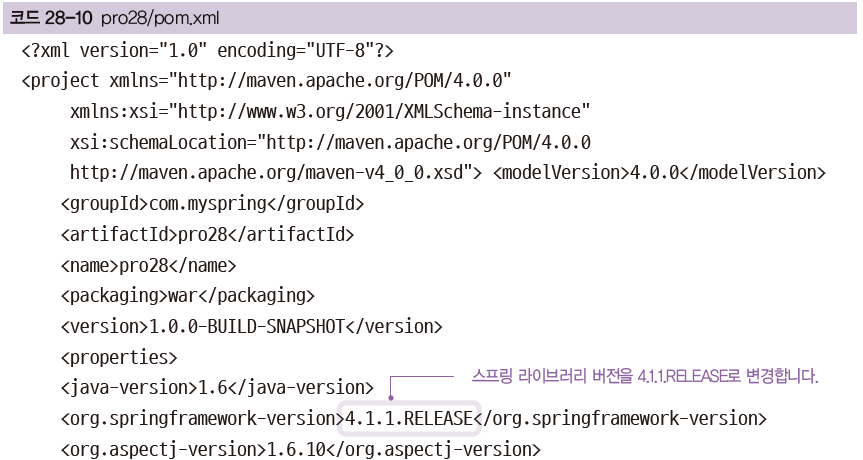 코드 28-10 pro28/pom.xml
<?xml version="1.0" encoding="UTF-8"?>
<project xmlns="http://maven.apache.org/POM/4.0.0"
xmlns:xsi="http://www.w3.org/2001/XMLSchema-instance"
xsi:schemaLocation="http://maven.apache.org/POM/4.0.0
http://maven.apache.org/maven-v4_0_0.xsd"> <modelVersion>4.0.0</modelVersion>
<groupId>com.myspring</groupId>
<artifactId>pro28</artifactId>
<name>pro28</name>
<packaging>war</packaging>
<version>1.0.0-BUILD-SNAPSHOT</version>
<properties>
스프링 라이브러리 버전을 4.1.1.RELEASE로 변경합니다.
<java-version>1.6</java-version>
<org.springframework-version>4.1.1.RELEASE</org.springframework-version>
<org.aspectj-version>1.6.10</org.aspectj-version>